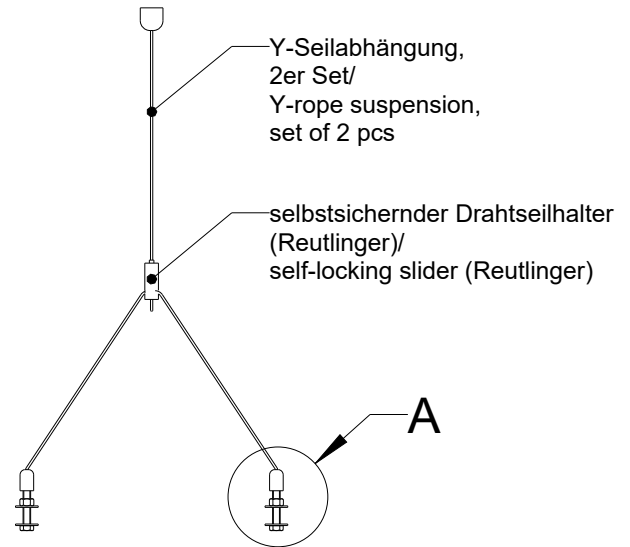 Y-Seilabhängung,
2er Set/
Y-rope suspension,
set of 2 pcs
selbstsichernder Drahtseilhalter
(Reutlinger)/
self-locking slider (Reutlinger)
A